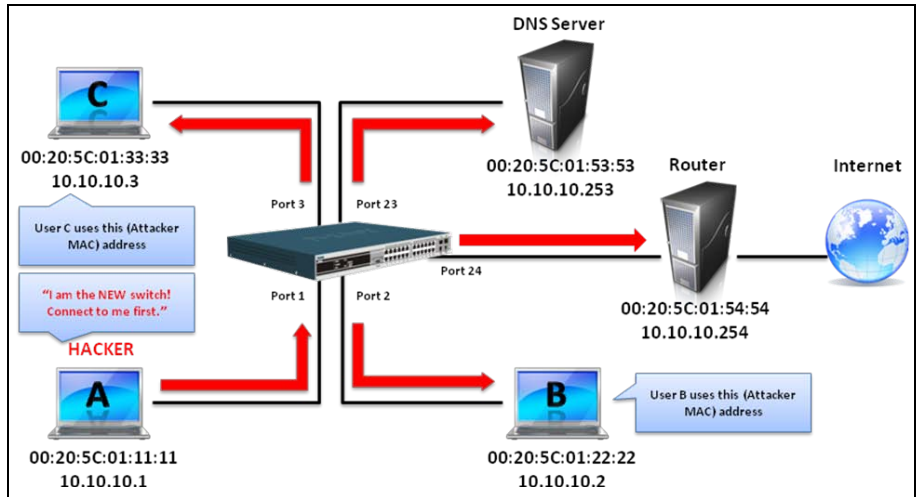 DNS Server
C
00:20:5C:01:33:33
10.10.10.3
00:20:5C:01:53:53
10.10.10.253
Router
Internet
Port 3
Port 23
User C uses this (Attacker
MAC) address
Port 24
"I am the NEW switch!
Connect to me first."
Port 1
Port 2
00:20:5C:01:54:54
10.10.10.254
HACKER
A
B
User B uses this (Attacker
MAC) address
00:20:5C:01:11:11
10.10.10.1
00:20:5C:01:22:22
10.10.10.2